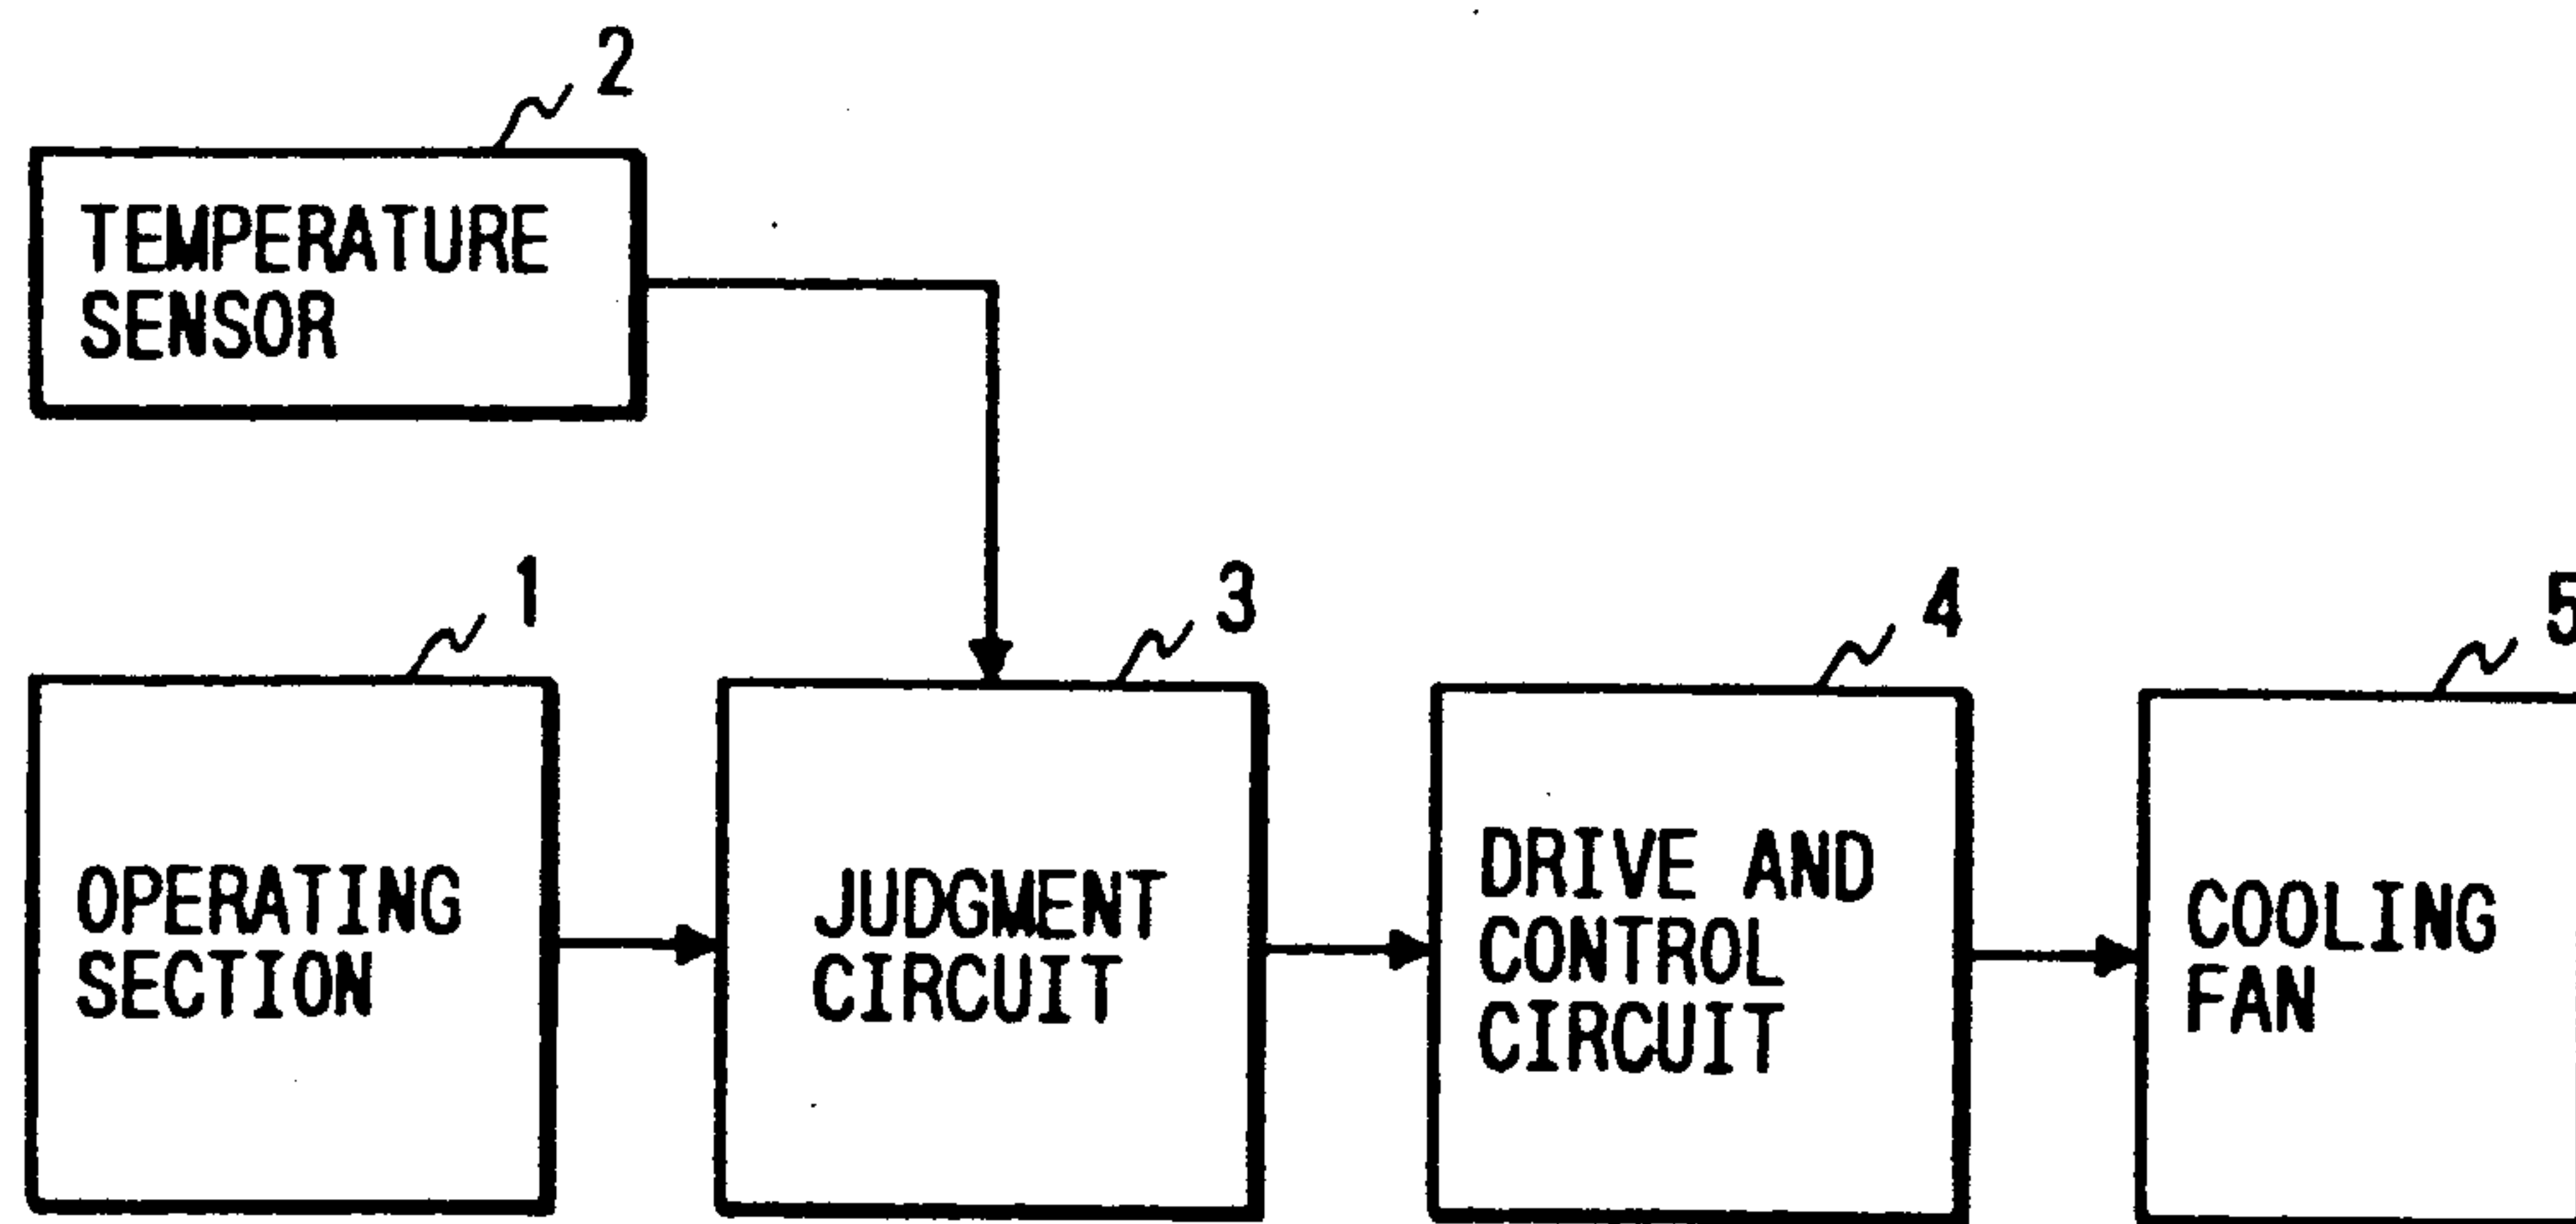 2
TEMPERATURE
SENSOR
1
3
4
5
OPERATING
SECTION
JUDGMENT
CIRCUIT
DRIVE AND
CONTROL
CIRCUIT
COOLING
FAN